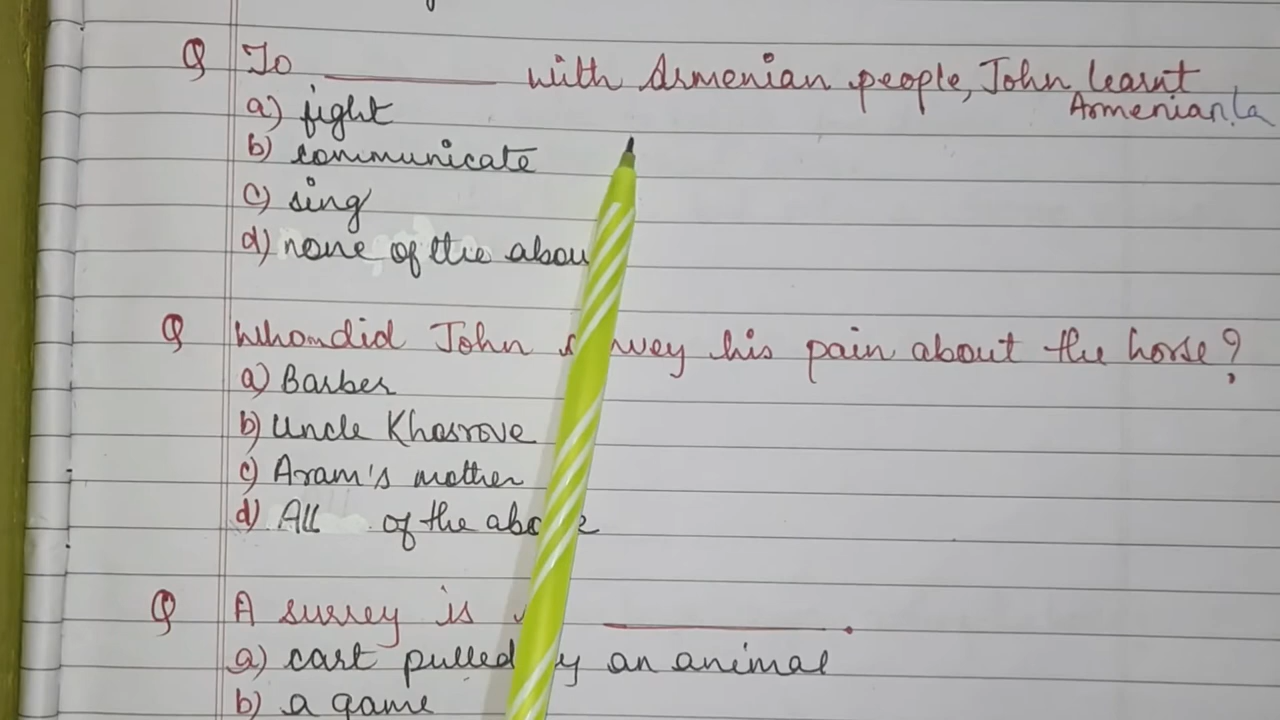 Q To ________ with Armenian people, John learnt
Armenian la
a) fight
b) communicate
c) sing
d) none of the abov
Q Whom did John his pain about the horse?
a) Barber
b) Uncle Khosrove
c) Aram's mother
d) All of the above
Q A surrey is ________.
a) cart pulled by an animal
b) a game